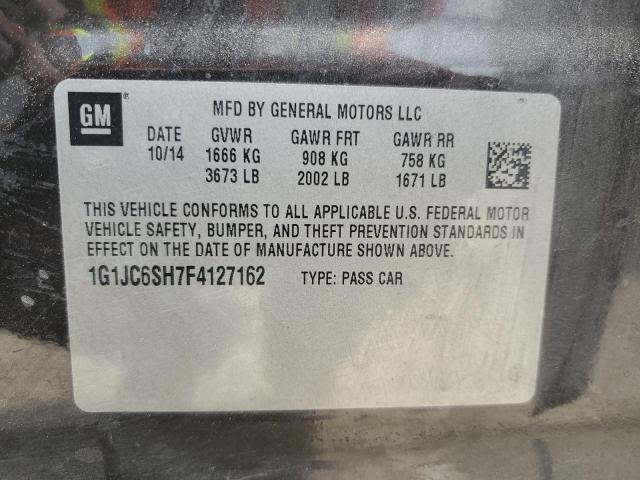 GM ®
MFD BY GENERAL MOTORS LLC
DATE GVWR GAWR FRT GAWR RR
10/14 1666 KG 908 KG 758 KG
3673 LB 2002 LB 1671 LB
THIS VEHICLE CONFORMS TO ALL APPLICABLE U.S. FEDERAL MOTOR
VEHICLE SAFETY, BUMPER, AND THEFT PREVENTION STANDARDS IN
EFFECT ON THE DATE OF MANUFACTURE SHOWN ABOVE.
1G1JC6SH7F4127162 TYPE: PASS CAR